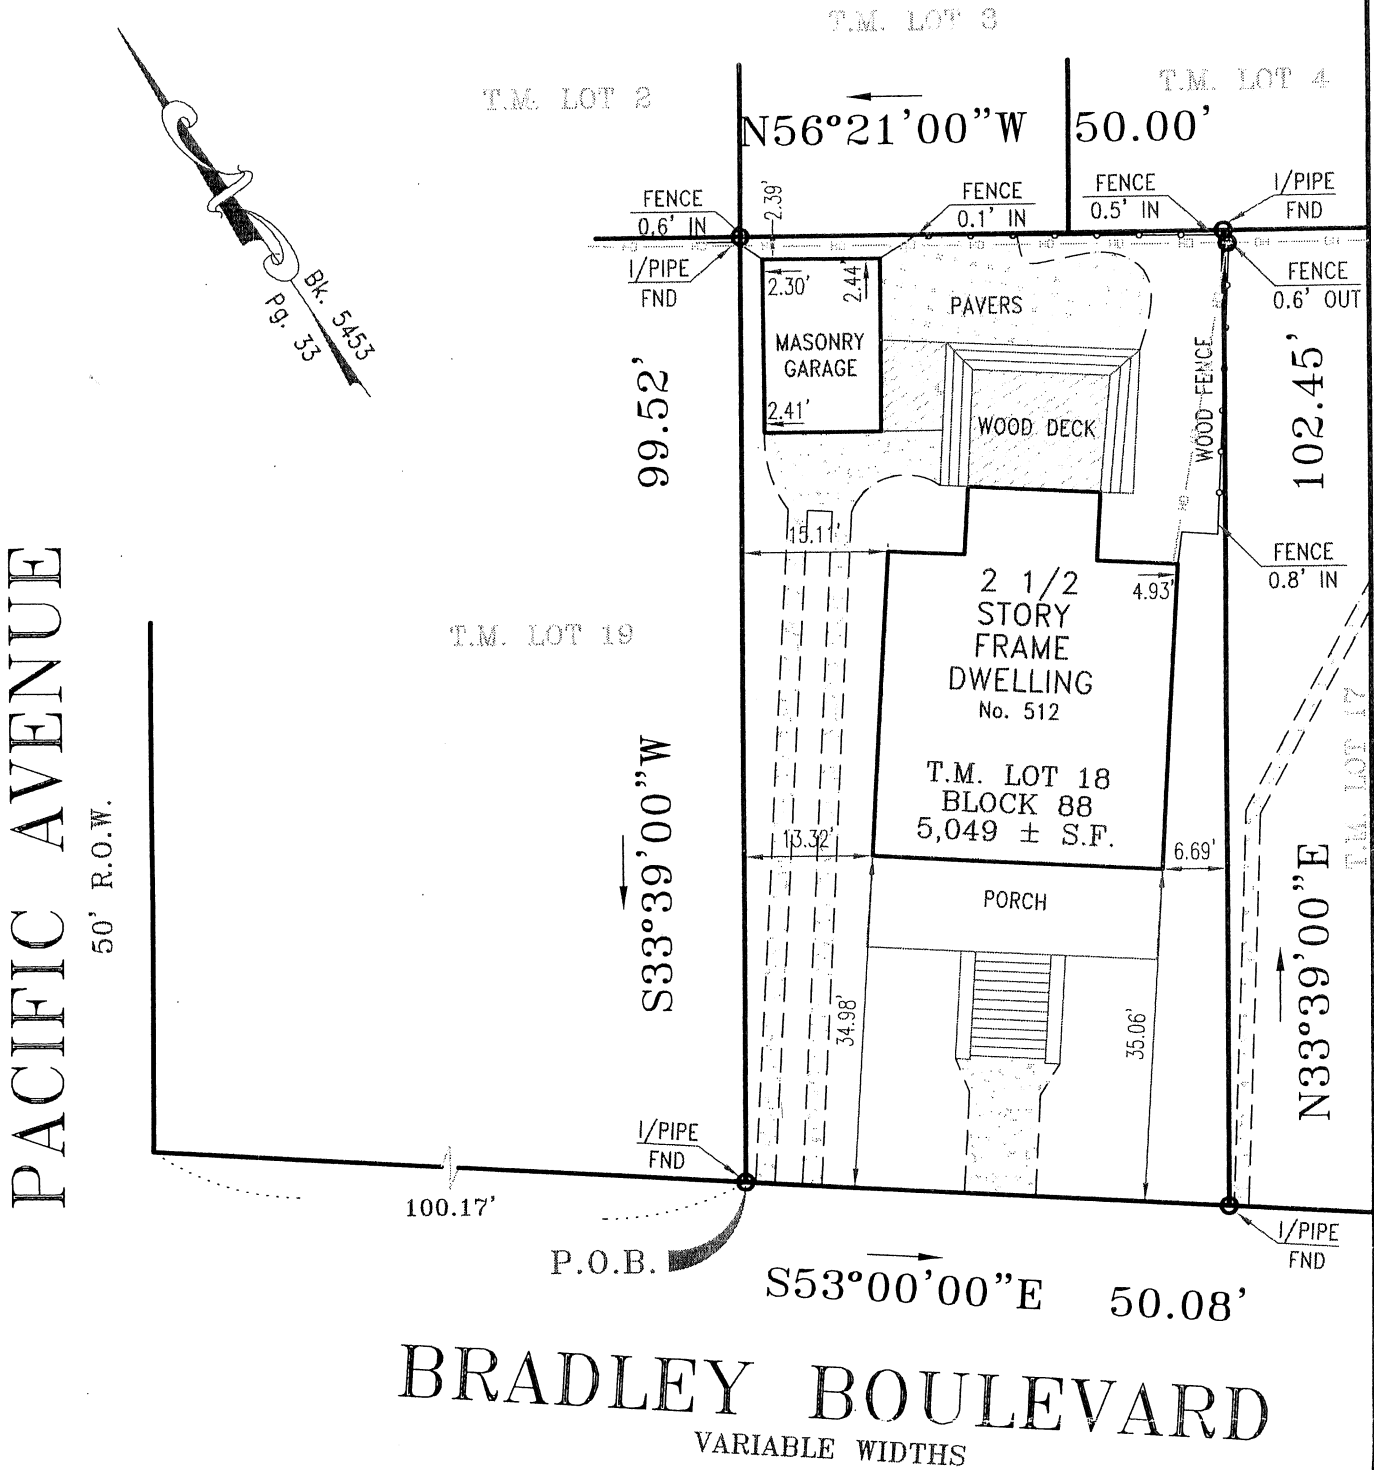 T.M. LOT 3
T.M. LOT 2
T.M. LOT 4
N56°21'00"W 50.00'
FENCE
0.6' IN
2.39'
FENCE
0.1' IN
FENCE
0.5' IN
I/PIPE
FND
I/PIPE
FND
2.30'
2.44'
FENCE
0.6' OUT
Bk. 5453
Pg. 33
PAVERS
MASONRY
GARAGE
2.41'
WOOD DECK
WOOD FENCE
99.52'
102.45'
15.11'
FENCE
0.8' IN
4.93'
2 1/2
STORY
FRAME
DWELLING
No. 512
T.M. LOT 18
BLOCK 88
5,049 ± S.F.
T.M. LOT 19
T.M. LOT 17
PACIFIC AVENUE
50' R.O.W.
S33°39'00"W
13.32'
6.69'
PORCH
N33°39'00"E
34.98'
35.06'
I/PIPE
FND
100.17'
P.O.B.
I/PIPE
FND
S53°00'00"E 50.08'
BRADLEY BOULEVARD
VARIABLE WIDTHS